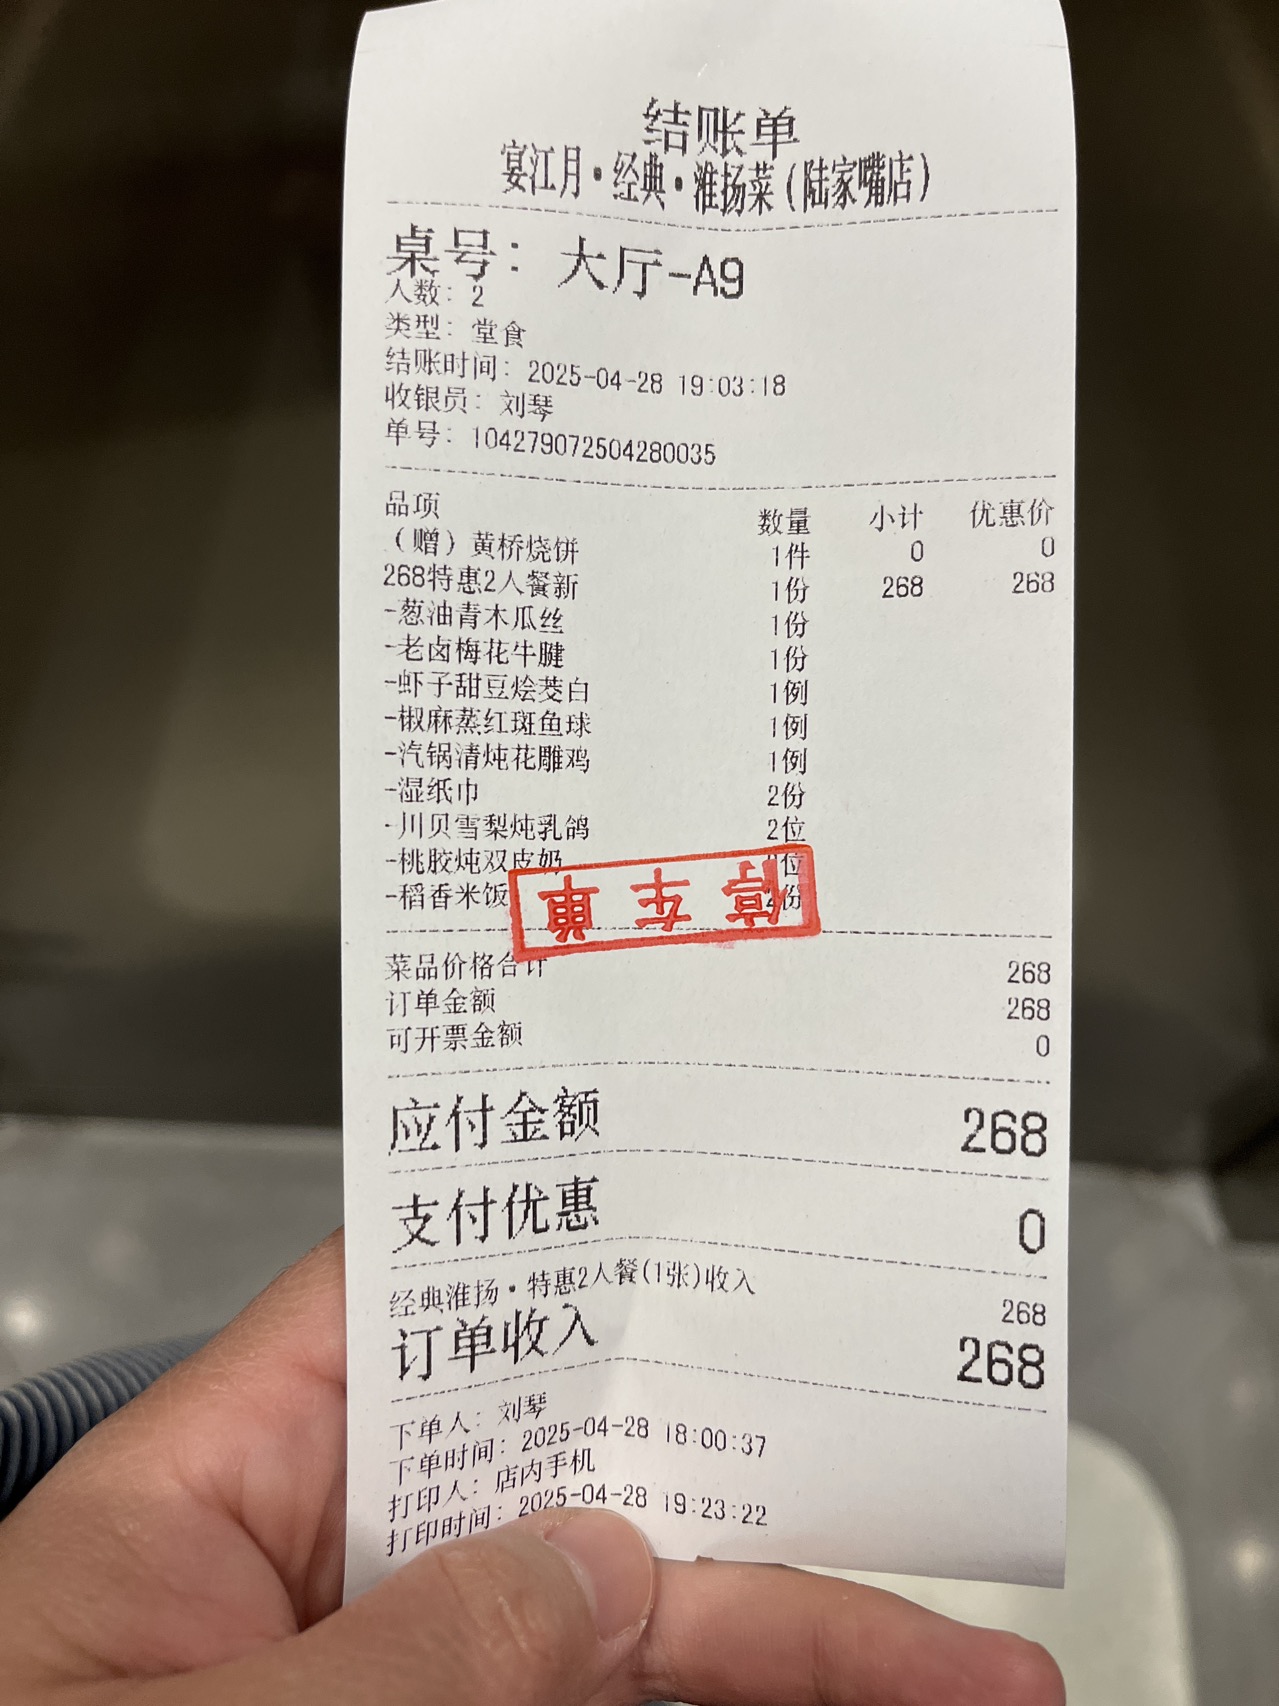 结账单
宴江月·经典·淮扬菜(陆家嘴店)
桌号: 大厅-A9
人数: 2
类型: 堂食
结账时间: 2025-04-28 19:03:18
收银员: 刘琴
单号: 104279072504280035
品项 数量 小计 优惠价
(赠)黄桥烧饼 1件 0 0
268特惠2人餐新 1份 268 268
-葱油青木瓜丝 1份
-老卤梅花牛腱 1份
-虾子甜豆烩茭白 1例
-椒麻蒸红斑鱼球 1例
-汽锅清炖花雕鸡 1例
-湿纸巾 2份
-川贝雪梨炖乳鸽 2位
-桃胶炖双皮奶 2位
-稻香米饭 2份
停车
菜品价格合计 268
订单金额 268
可开票金额 0
应付金额 268
支付优惠 0
经典淮扬·特惠2人餐(1张)收入 268
订单收入 268
下单人: 刘琴
下单时间: 2025-04-28 18:00:37
打印人: 店内手机
打印时间: 2025-04-28 19:23:22